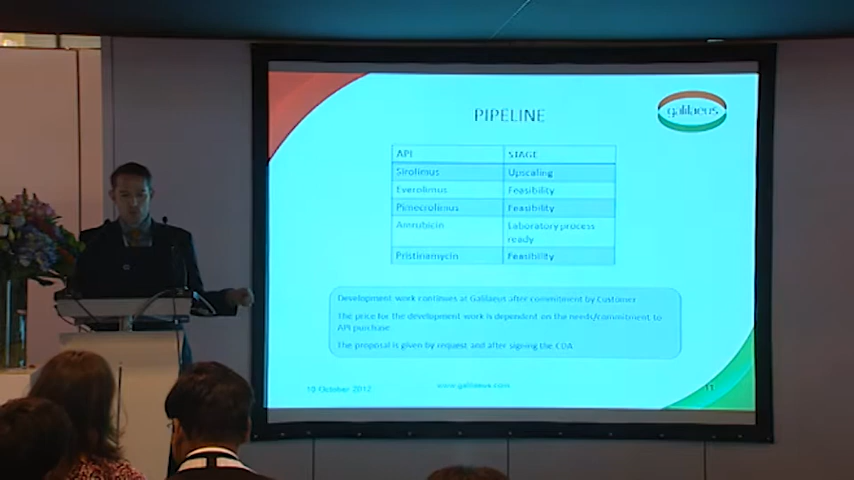 PIPELINE
galilaeus
API STAGE
Sirolimus Upscaling
Everolimus Feasibility
Pimecrolimus Feasibility
Amrubicin Laboratory process
ready
Pristinamycin Feasibility
Development work continues at Galilaeus after commitment by Customer
The price for the development work is dependent on the needs/commitment to
API purchase
The proposal is given by request and after signing the CDA
10 October 2012 www.galilaeus.com 11